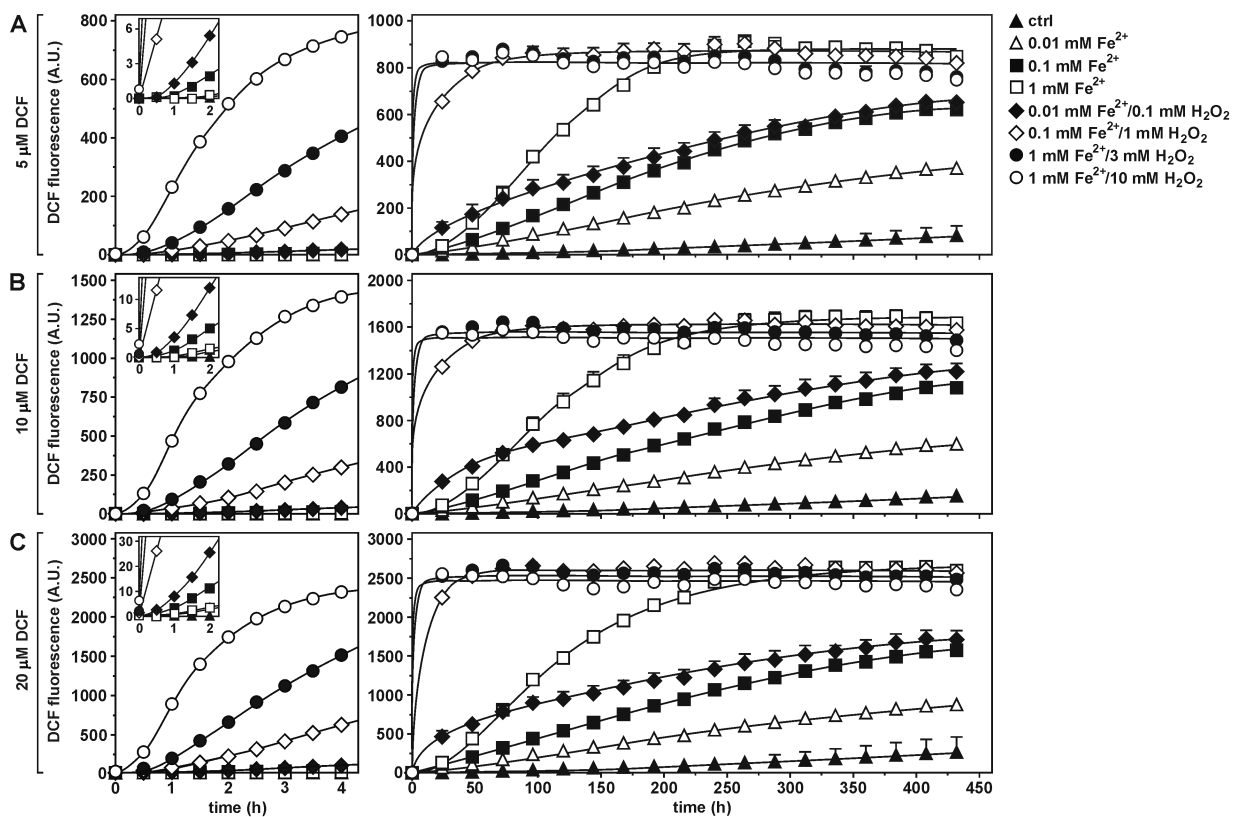 A
5 µM DCF
DCF fluorescence (A.U.)
800
600
400
200
0
6
3
0
0 1 2
1000
800
600
400
200
0
▲ ctrl
△ 0.01 mM Fe²⁺
■ 0.1 mM Fe²⁺
□ 1 mM Fe²⁺
◆ 0.01 mM Fe²⁺/0.1 mM H₂O₂
◇ 0.1 mM Fe²⁺/1 mM H₂O₂
● 1 mM Fe²⁺/3 mM H₂O₂
○ 1 mM Fe²⁺/10 mM H₂O₂
B
10 µM DCF
DCF fluorescence (A.U.)
1500
1250
1000
750
500
250
0
10
5
0
0 1 2
2000
1600
1200
800
400
0
C
20 µM DCF
DCF fluorescence (A.U.)
3000
2500
2000
1500
1000
500
0
30
20
10
0
0 1 2
3000
2500
2000
1500
1000
500
0
0 1 2 3 4
time (h)
0 50 100 150 200 250 300 350 400 450
time (h)